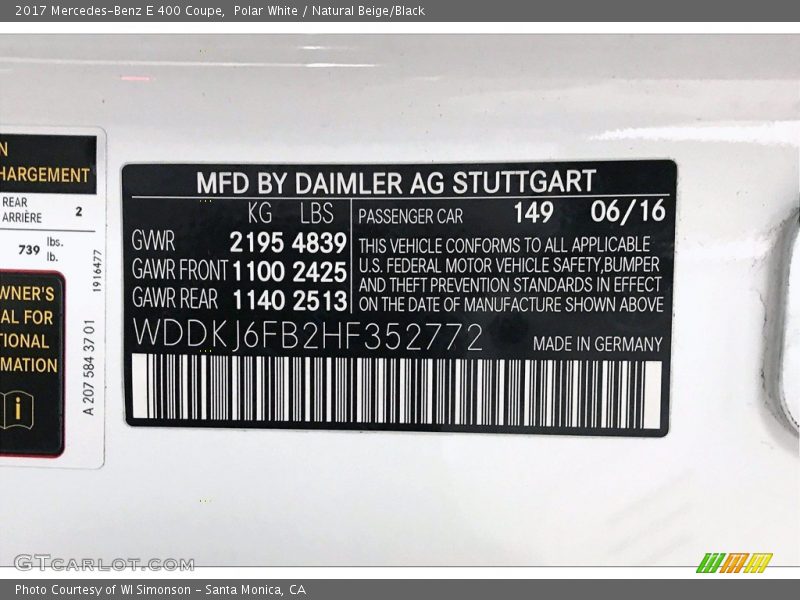 2017 Mercedes-Benz E 400 Coupe,  Polar White / Natural Beige/Black
N
HARGEMENT
REAR
ARRIÈRE
2
739 lbs.
lb.
WNER'S
AL FOR
TIONAL
MATION
i
1916477
A 207 584 37 01
MFD BY DAIMLER AG STUTTGART
KG LBS
GVWR 2195 4839
GAWR FRONT 1100 2425
GAWR REAR 1140 2513
PASSENGER CAR 149 06/16
THIS VEHICLE CONFORMS TO ALL APPLICABLE
U.S. FEDERAL MOTOR VEHICLE SAFETY,BUMPER
AND THEFT PREVENTION STANDARDS IN EFFECT
ON THE DATE OF MANUFACTURE SHOWN ABOVE
WDDKJ6FB2HF352772
MADE IN GERMANY
GTCARLOT.COM
Photo Courtesy of WI Simonson - Santa Monica, CA